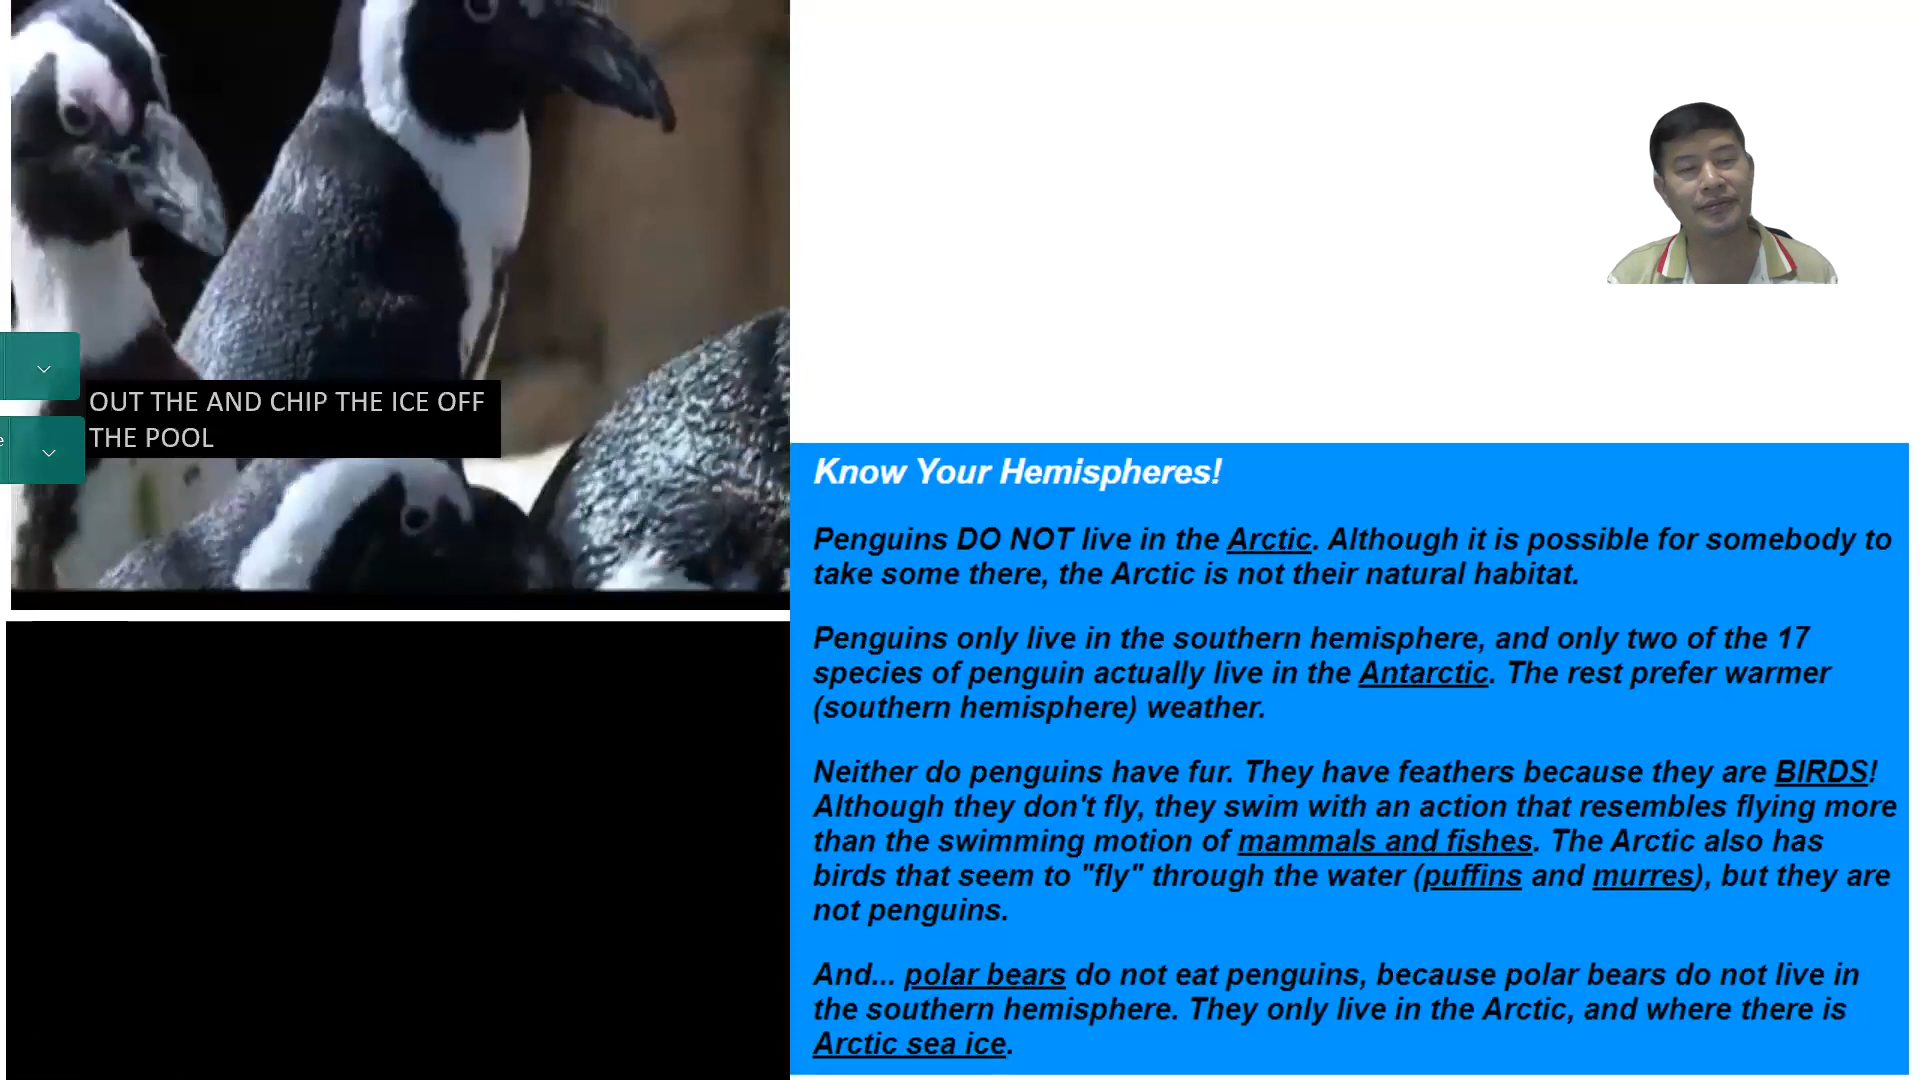 OUT THE AND CHIP THE ICE OFF
THE POOL
e
Know Your Hemispheres!
Penguins DO NOT live in the Arctic. Although it is possible for somebody to
take some there, the Arctic is not their natural habitat.
Penguins only live in the southern hemisphere, and only two of the 17
species of penguin actually live in the Antarctic. The rest prefer warmer
(southern hemisphere) weather.
Neither do penguins have fur. They have feathers because they are BIRDS!
Although they don't fly, they swim with an action that resembles flying more
than the swimming motion of mammals and fishes. The Arctic also has
birds that seem to "fly" through the water (puffins and murres), but they are
not penguins.
And... polar bears do not eat penguins, because polar bears do not live in
the southern hemisphere. They only live in the Arctic, and where there is
Arctic sea ice.